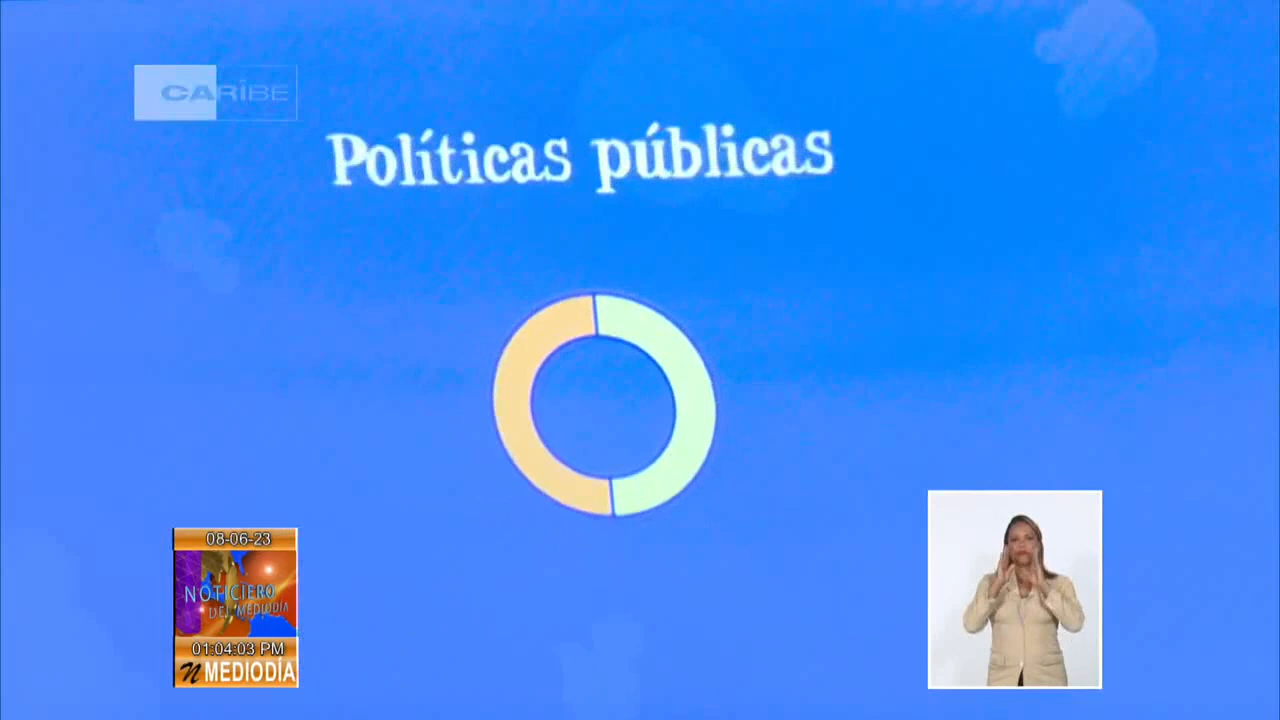 CARIBE
Políticas públicas
08-06-23
NOTICIERO
DEL MEDIODÍA
01:04:03 PM
n MEDIODÍA